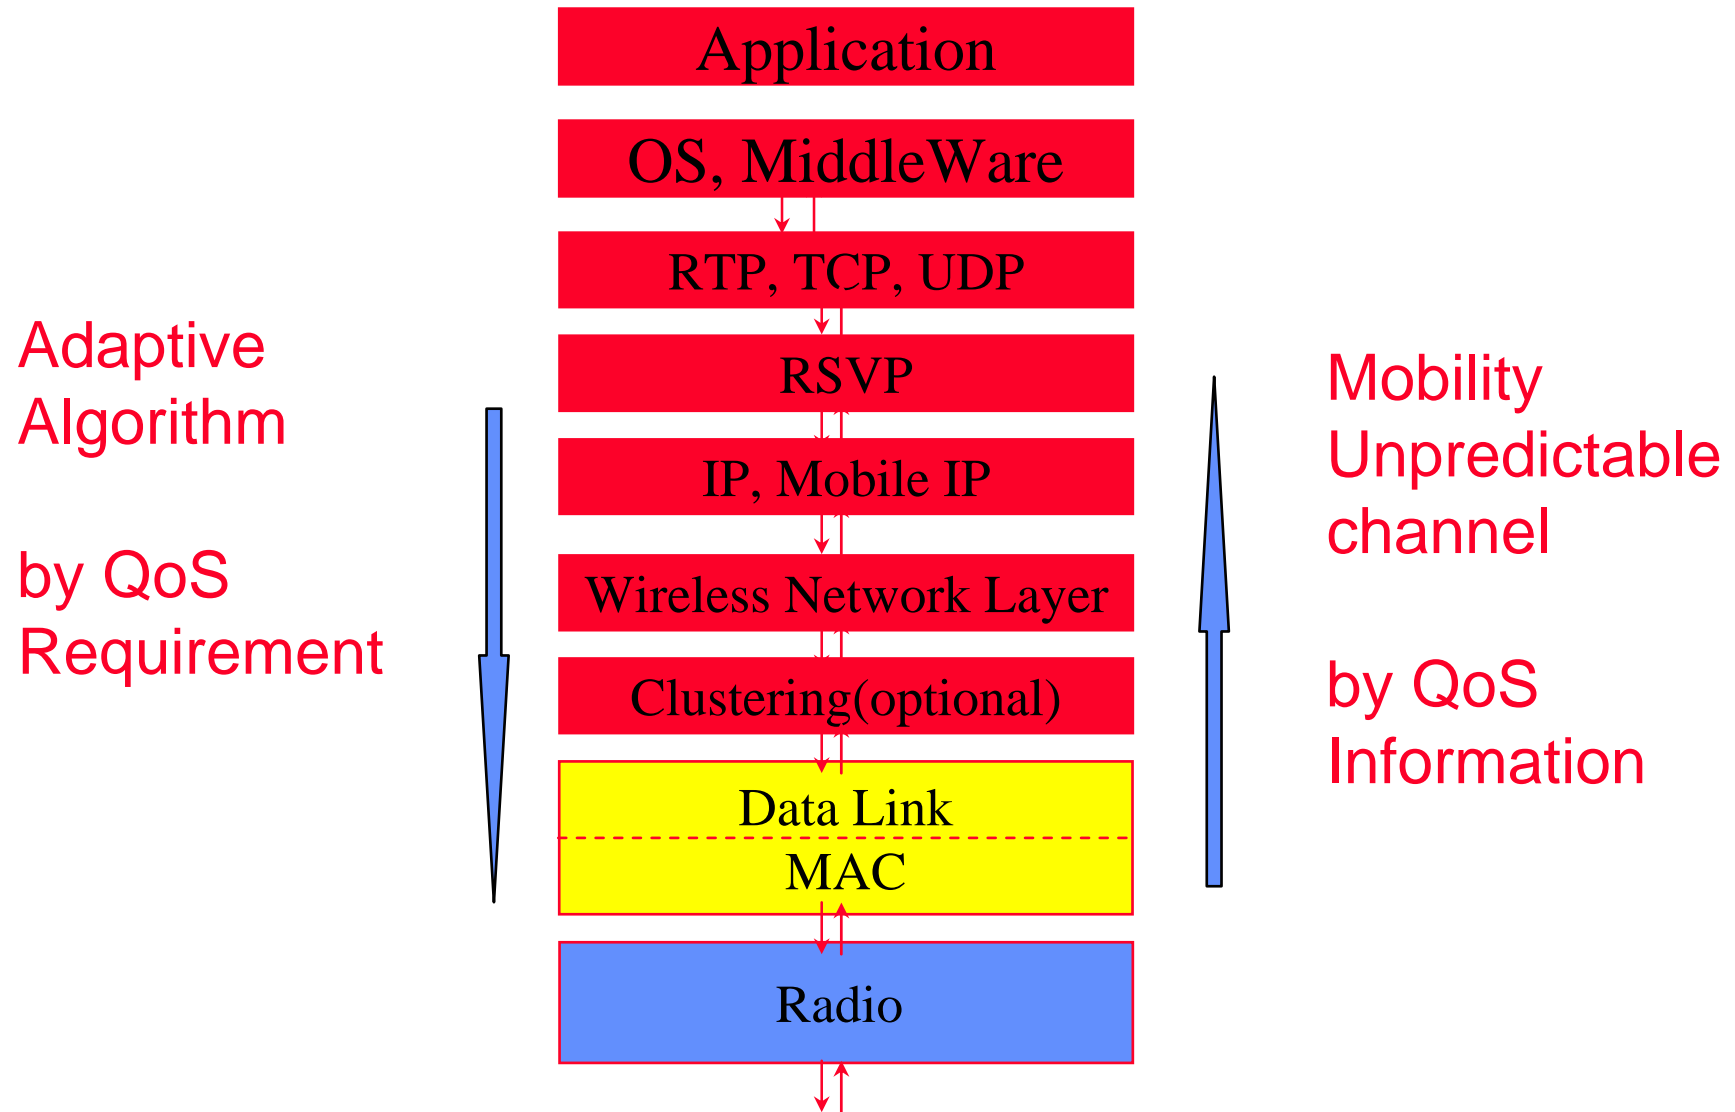 Application
OS, MiddleWare
RTP, TCP, UDP
RSVP
IP, Mobile IP
Wireless Network Layer
Clustering(optional)
Data Link
MAC
Radio
Adaptive
Algorithm
by QoS
Requirement
Mobility
Unpredictable
channel
by QoS
Information